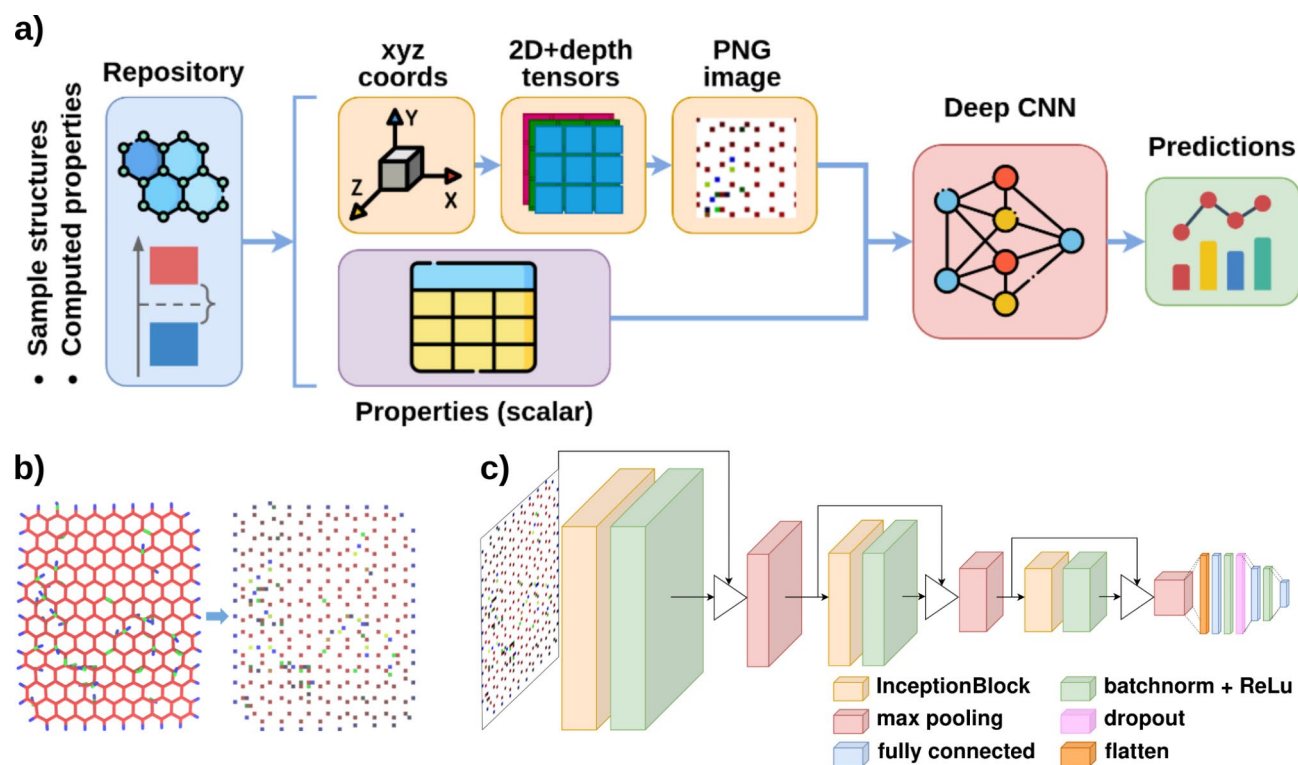 a)
• Sample structures
• Computed properties
Repository
xyz
coords
2D+depth
tensors
PNG
image
Y
Z
X
Properties (scalar)
Deep CNN
Predictions
b)
c)
InceptionBlock
max pooling
fully connected
batchnorm + ReLu
dropout
flatten